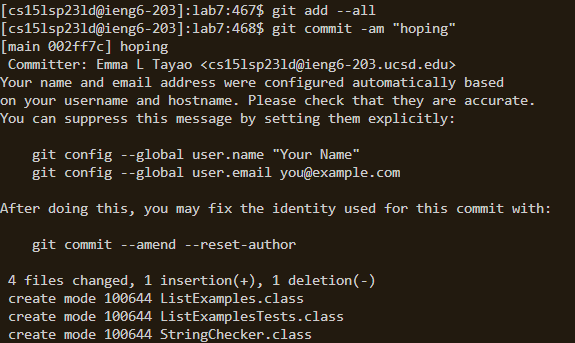 [cs15lsp23ld@ieng6-203]:lab7:467$ git add --all
[cs15lsp23ld@ieng6-203]:lab7:468$ git commit -am "hoping"
[main 002ff7c] hoping
 Committer: Emma L Tayao <cs15lsp23ld@ieng6-203.ucsd.edu>
Your name and email address were configured automatically based
on your username and hostname. Please check that they are accurate.
You can suppress this message by setting them explicitly:

    git config --global user.name "Your Name"
    git config --global user.email you@example.com

After doing this, you may fix the identity used for this commit with:

    git commit --amend --reset-author

 4 files changed, 1 insertion(+), 1 deletion(-)
 create mode 100644 ListExamples.class
 create mode 100644 ListExamplesTests.class
 create mode 100644 StringChecker.class